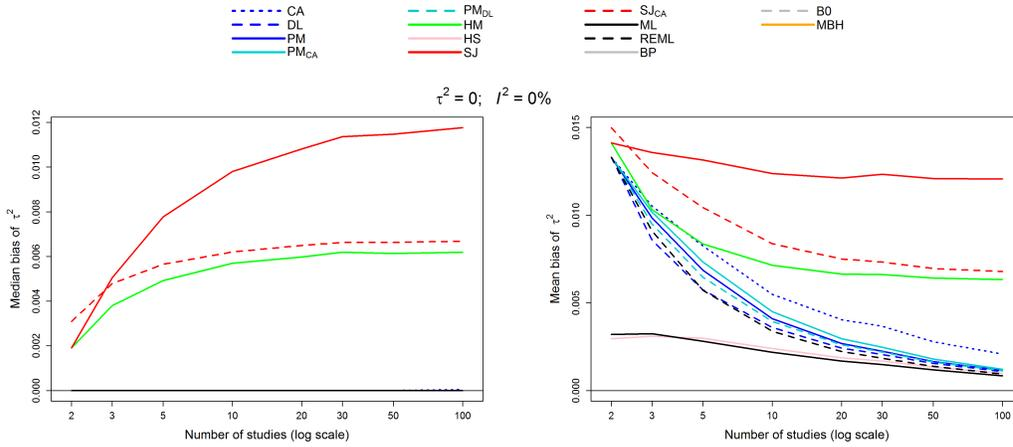 CA
DL
PM
PM_CA
PM_DL
HM
HS
SJ
SJ_CA
ML
REML
BP
B0
MBH
τ² = 0; I² = 0%
Median bias of τ²
0.000
0.002
0.004
0.006
0.008
0.010
0.012
2 3 5 10 20 30 50 100
Number of studies (log scale)
Mean bias of τ²
0.000
0.005
0.010
0.015
2 3 5 10 20 30 50 100
Number of studies (log scale)